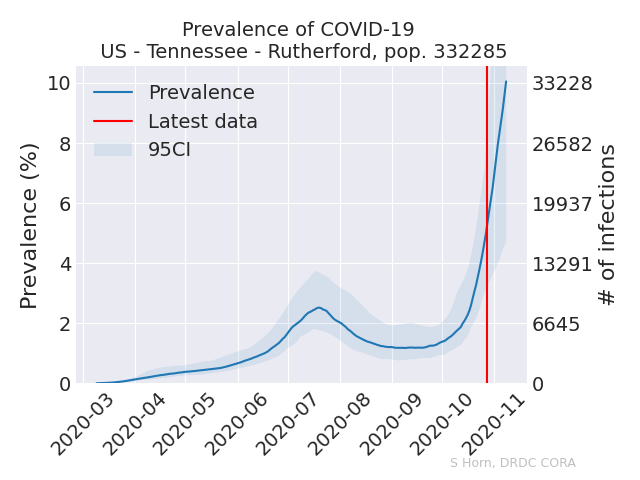 Prevalence of COVID-19
US - Tennessee - Rutherford, pop. 332285
Prevalence
Latest data
95CI
Prevalence (%)
10
8
6
4
2
0
33228
26582
19937
13291
6645
0
# of infections
2020-03
2020-04
2020-05
2020-06
2020-07
2020-08
2020-09
2020-10
2020-11
S Horn, DRDC CORA